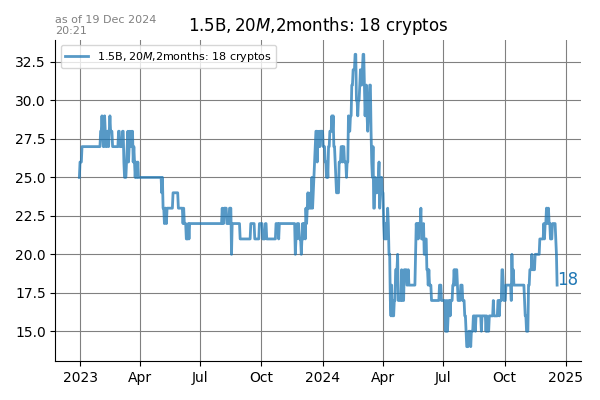 as of 19 Dec 2024
20:21
1.5B, 20M,2months: 18 cryptos
1.5B, 20M,2months: 18 cryptos
32.5
30.0
27.5
25.0
22.5
20.0
17.5
15.0
18
2023 Apr Jul Oct 2024 Apr Jul Oct 2025